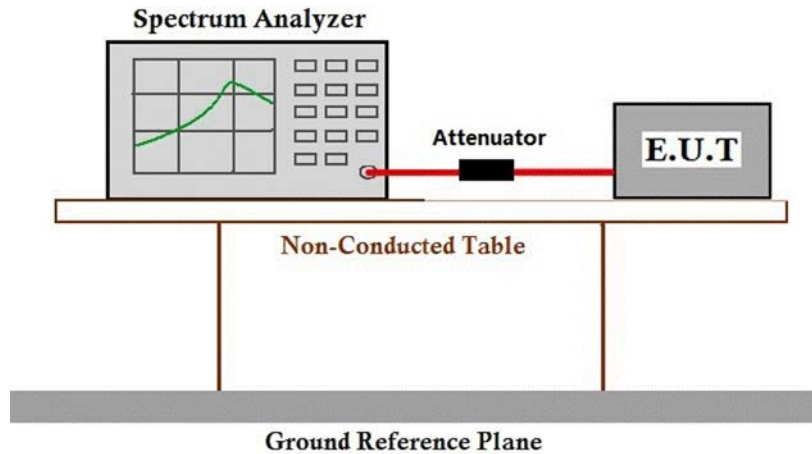 Spectrum Analyzer
Attenuator
E.U.T
Non-Conducted Table
Ground Reference Plane